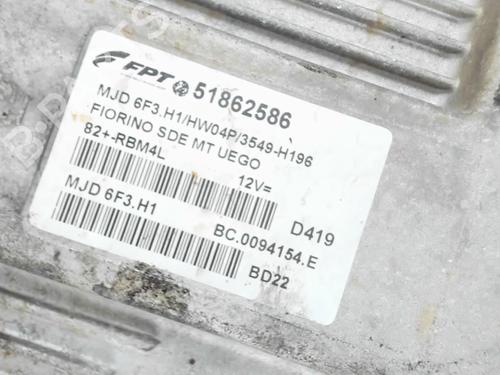 FPT 51862586
MJD 6F3.H1/HW04P/3549-H196
FIORINO SDE MT UEGO
82+-RBM4L 12V=
D419
MJD 6F3.H1 BC.0094154.E
BD22